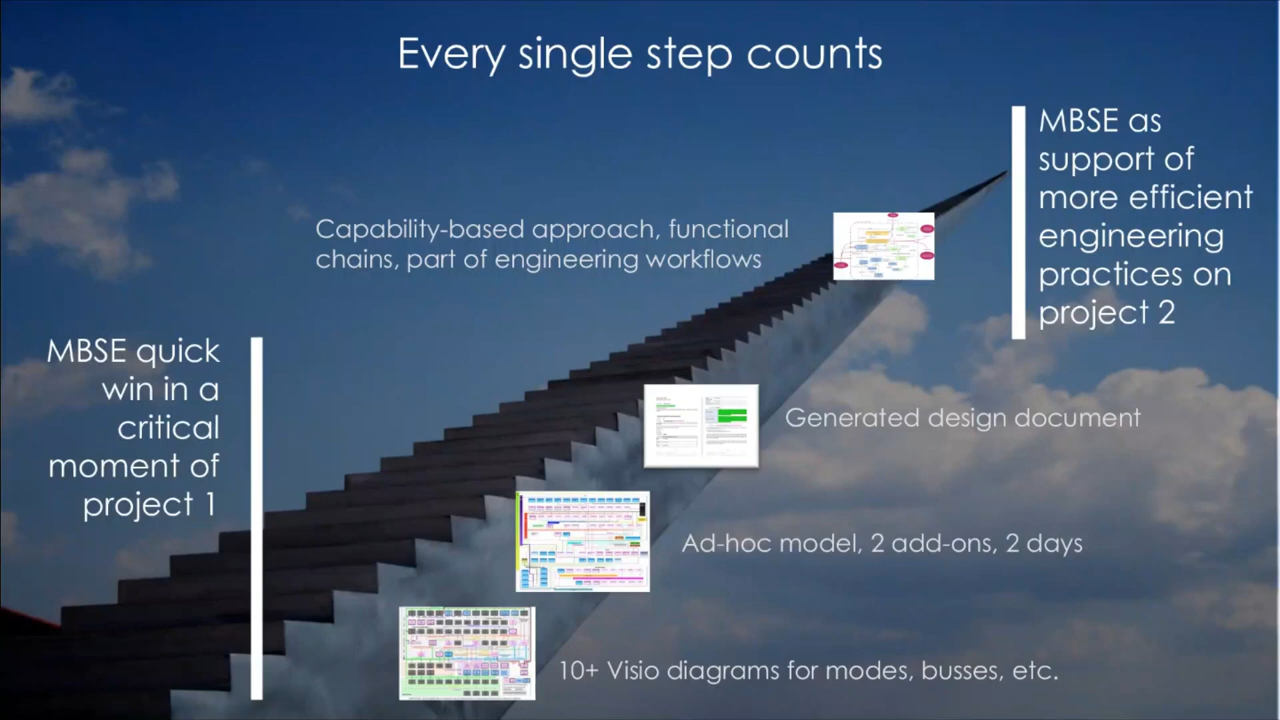 Every single step counts
MBSE as
support of
more efficient
engineering
practices on
project 2
Capability-based approach, functional
chains, part of engineering workflows
MBSE quick
win in a
critical
moment of
project 1
Generated design document
Ad-hoc model, 2 add-ons, 2 days
10+ Visio diagrams for modes, busses, etc.